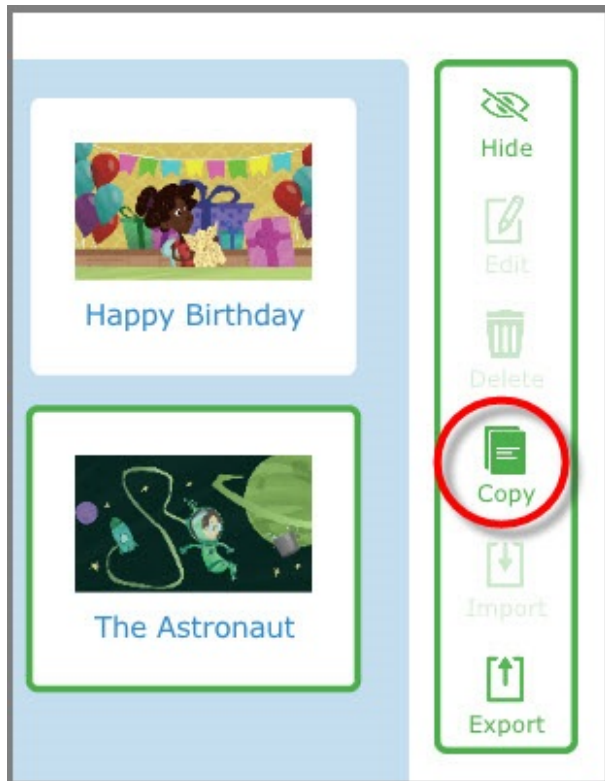 Happy Birthday
The Astronaut
Hide
Edit
Delete
Copy
Import
Export